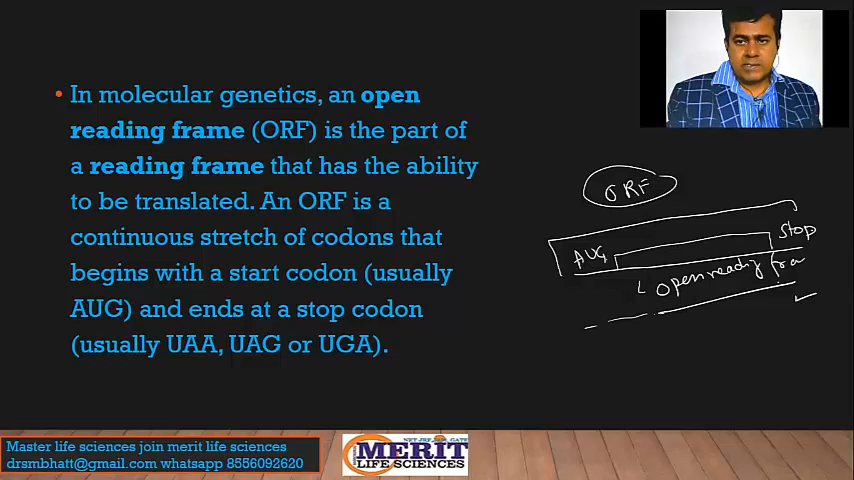 • In molecular genetics, an open
reading frame (ORF) is the part of
a reading frame that has the ability
to be translated. An ORF is a
continuous stretch of codons that
begins with a start codon (usually
AUG) and ends at a stop codon
(usually UAA, UAG or UGA).
ORF
AUG
Stop
Open reading fra
Master life sciences join merit life sciences
drsmbhatt@gmail.com whatsapp 8556092620
MERIT
LIFE SCIENCES